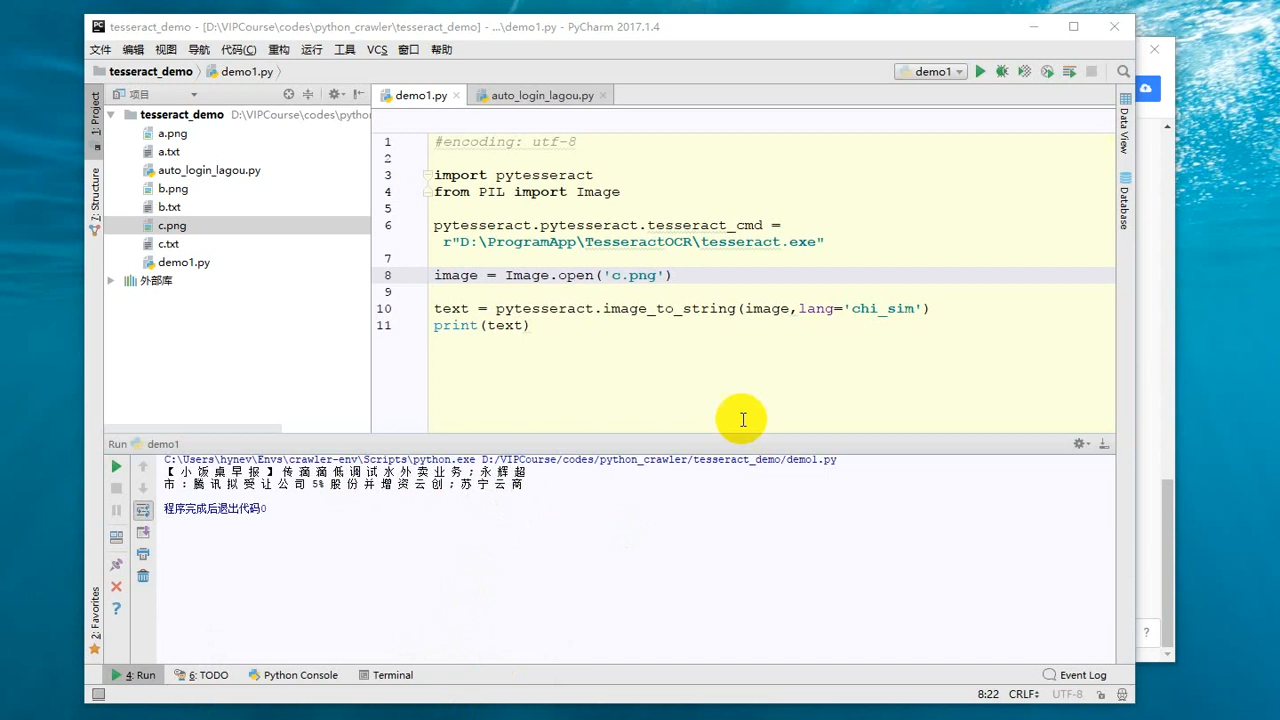 tesseract_demo - [D:\VIPCourse\codes\python_crawler\tesseract_demo] - ...\demo1.py - PyCharm 2017.1.4
文件 编辑 视图 导航 代码(C) 重构 运行 工具 VCS 窗口 帮助
tesseract_demo demo1.py demo1
项目 demo1.py auto_login_lagou.py
1: Project
7: Structure
2: Favorites
Data View
Database
tesseract_demo D:\VIPCourse\codes\python
a.png
a.txt
auto_login_lagou.py
b.png
b.txt
c.png
c.txt
demo1.py
外部库
1 #encoding: utf-8
2
3 import pytesseract
4 from PIL import Image
5
6 pytesseract.pytesseract.tesseract_cmd =
r"D:\ProgramApp\TesseractOCR\tesseract.exe"
7
8 image = Image.open('c.png')
9
10 text = pytesseract.image_to_string(image,lang='chi_sim')
11 print(text)
Run demo1
C:\Users\hynev\Envs\crawler-env\Scripts\python.exe D:/VIPCourse/codes/python_crawler/tesseract_demo/demo1.py
【 小 饭 桌 早 报 】 传 滴 滴 低 调 试 水 外 卖 业 务 ; 永 辉 超
市 : 腾 讯 拟 受 让 公 司 5% 股 份 并 增 资 云 创 ; 苏 宁 云 商
程序完成后退出代码0
4: Run 6: TODO Python Console Terminal Event Log
8:22 CRLF UTF-8